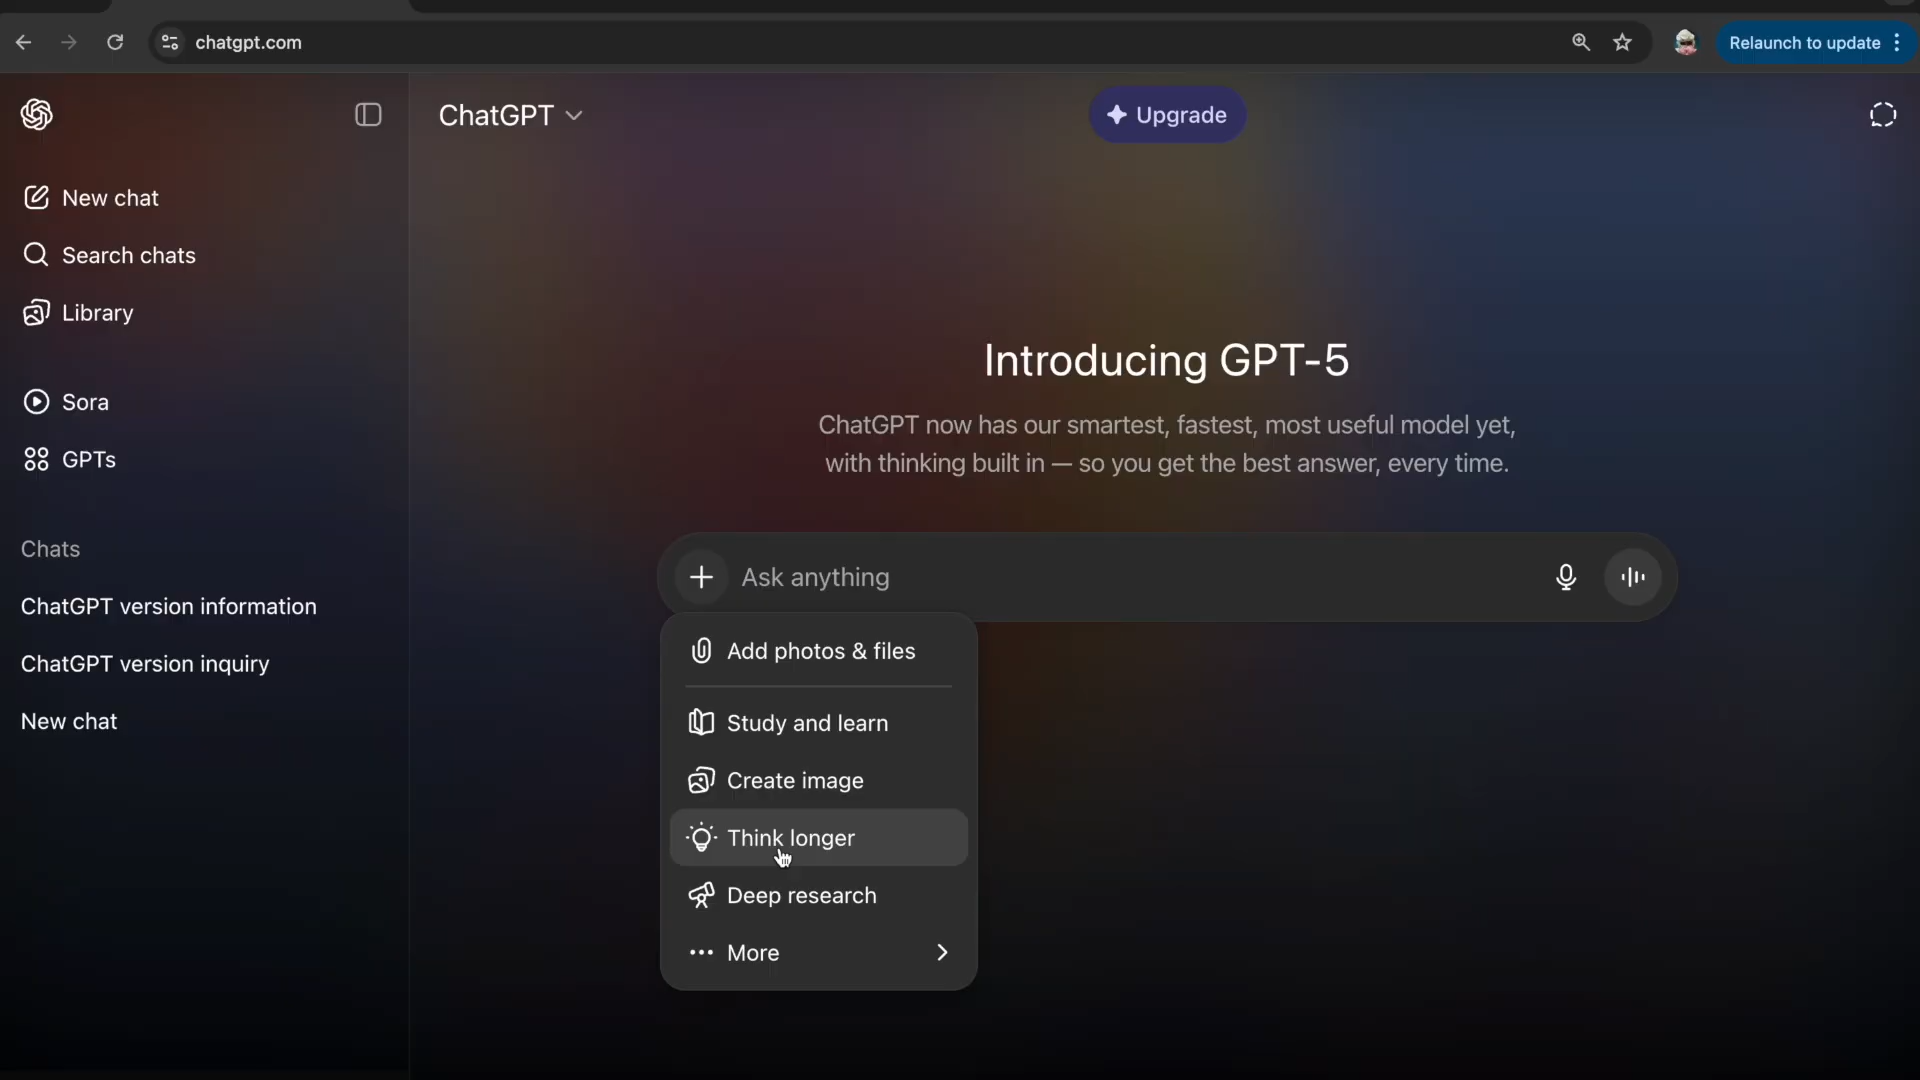 chatgpt.com
Relaunch to update
ChatGPT
Upgrade
New chat
Search chats
Library
Sora
GPTs
Chats
ChatGPT version information
ChatGPT version inquiry
New chat
Introducing GPT-5
ChatGPT now has our smartest, fastest, most useful model yet,
with thinking built in — so you get the best answer, every time.
Ask anything
Add photos & files
Study and learn
Create image
Think longer
Deep research
More